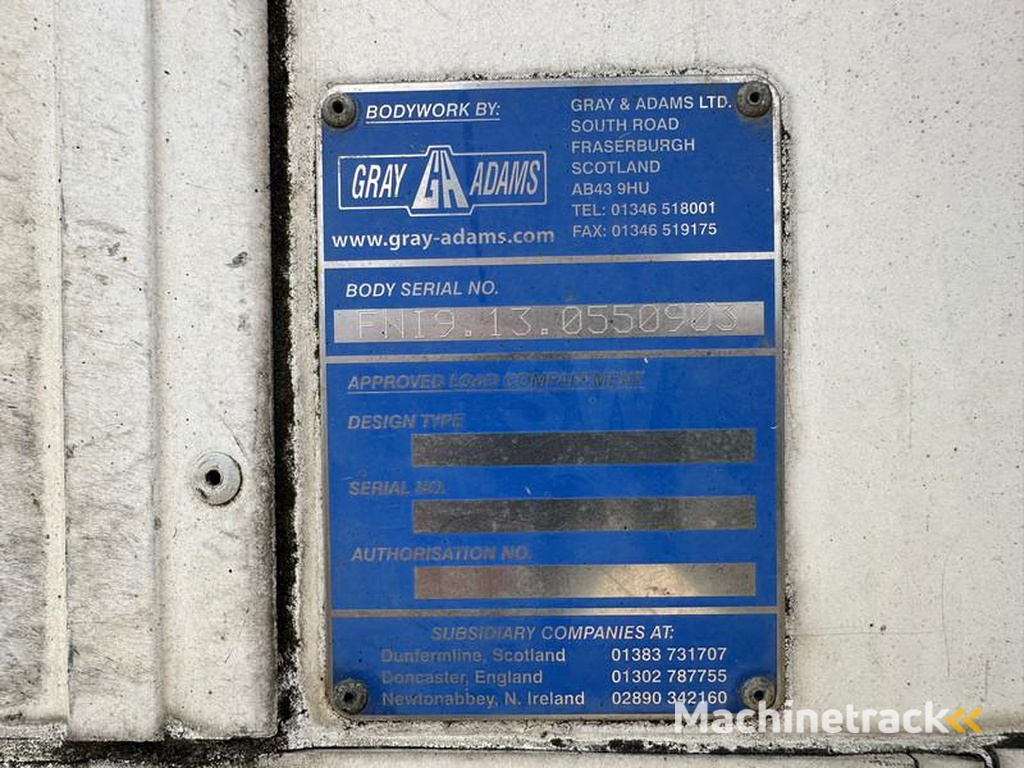 BODYWORK BY:
GRAY GA ADAMS
www.gray-adams.com
GRAY & ADAMS LTD.
SOUTH ROAD
FRASERBURGH
SCOTLAND
AB43 9HU
TEL: 01346 518001
FAX: 01346 519175
BODY SERIAL NO.
FNI9.13.0550903
APPROVED LOAD COMPARTMENT
DESIGN TYPE
SERIAL NO.
AUTHORISATION NO.
SUBSIDIARY COMPANIES AT:
Dunfermline, Scotland 01383 731707
Doncaster, England 01302 787755
Newtonabbey, N. Ireland 02890 342160
Machinetrack